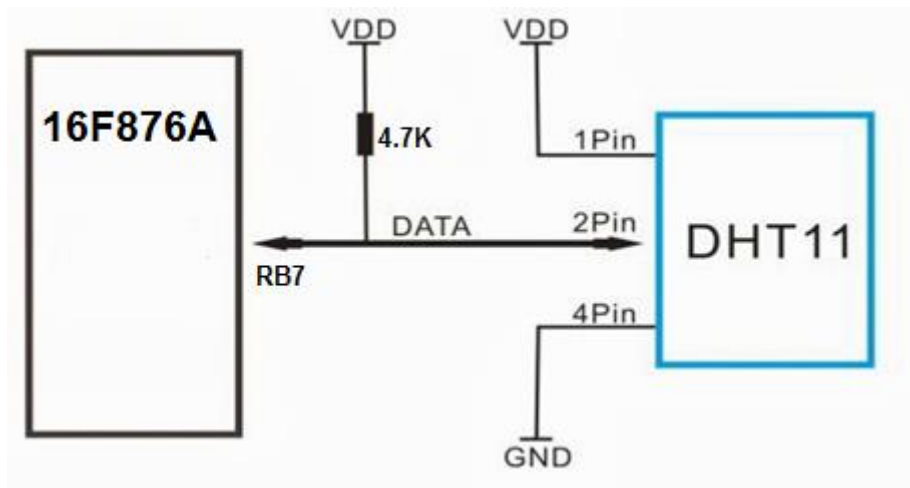 VDD
VDD
16F876A
4.7K
1Pin
DATA
2Pin
DHT11
RB7
4Pin
GND